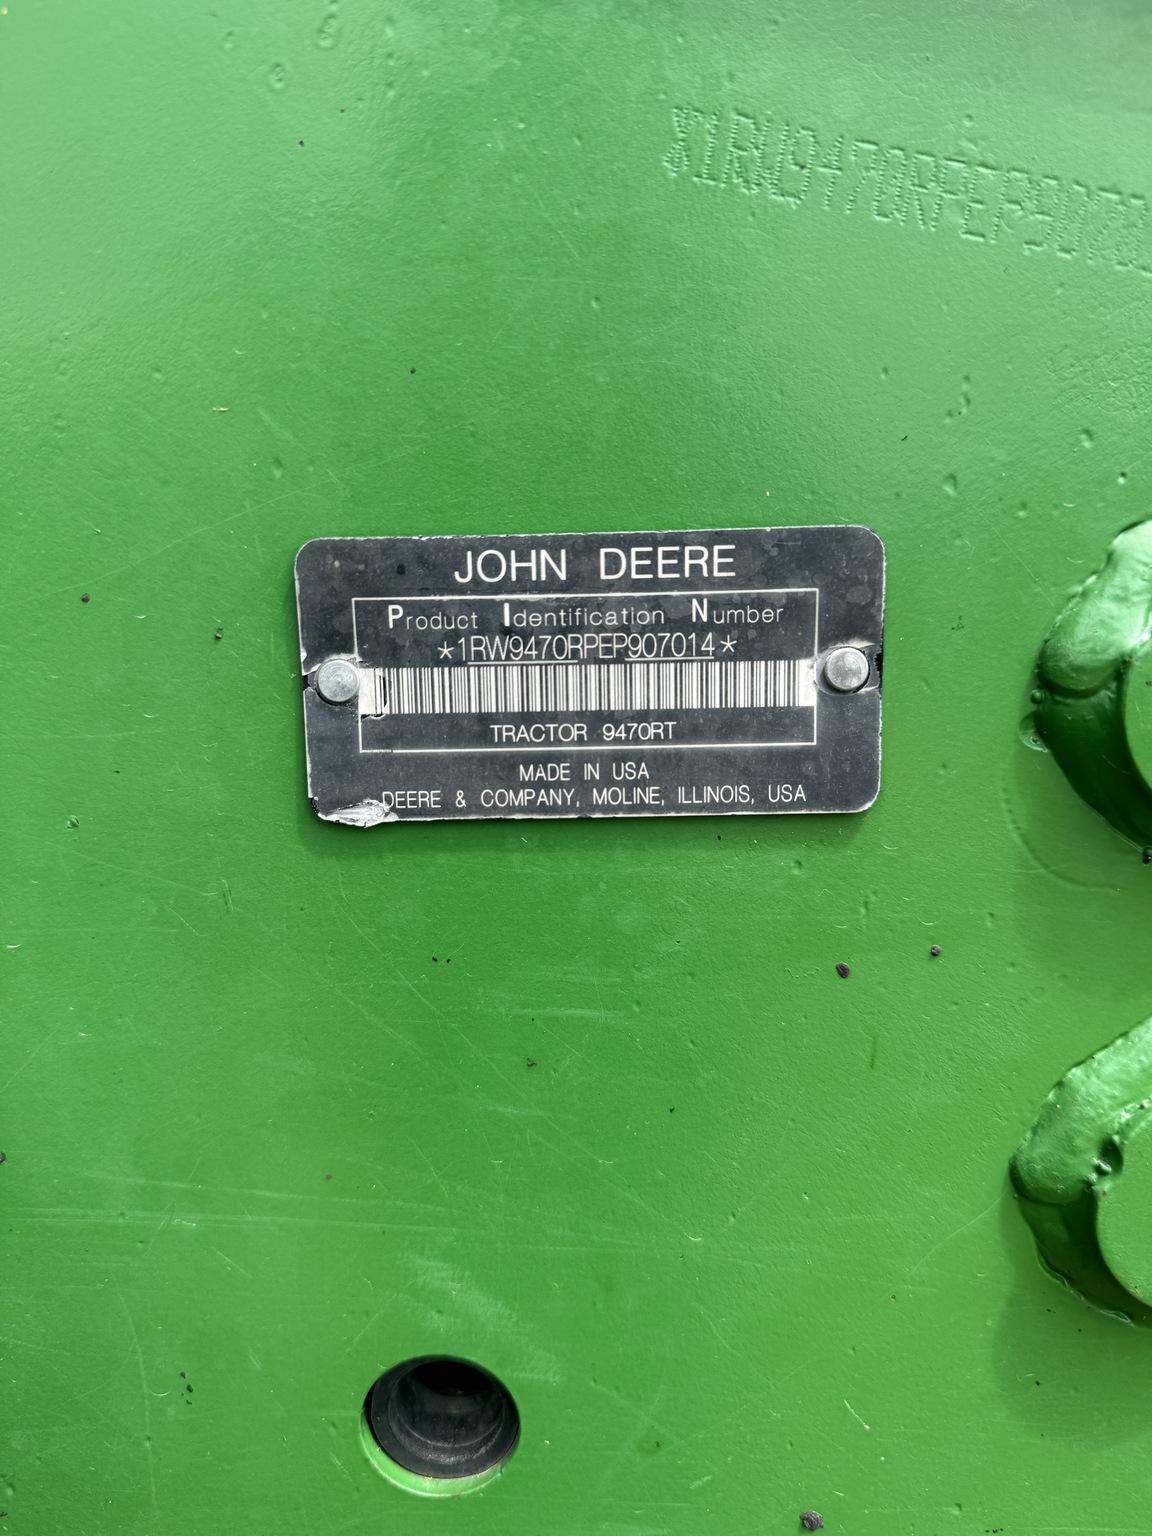 JOHN DEERE
Product Identification Number
*1RW9470RPEP907014*
TRACTOR 9470RT
MADE IN USA
DEERE & COMPANY, MOLINE, ILLINOIS, USA